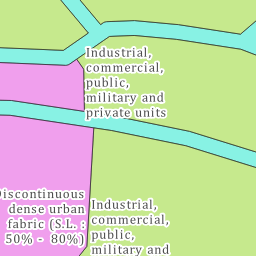 Industrial,
commercial,
public,
military and
private units
Discontinuous
dense urban
fabric (S.L. :
50% - 80%)
Industrial,
commercial,
public,
military and